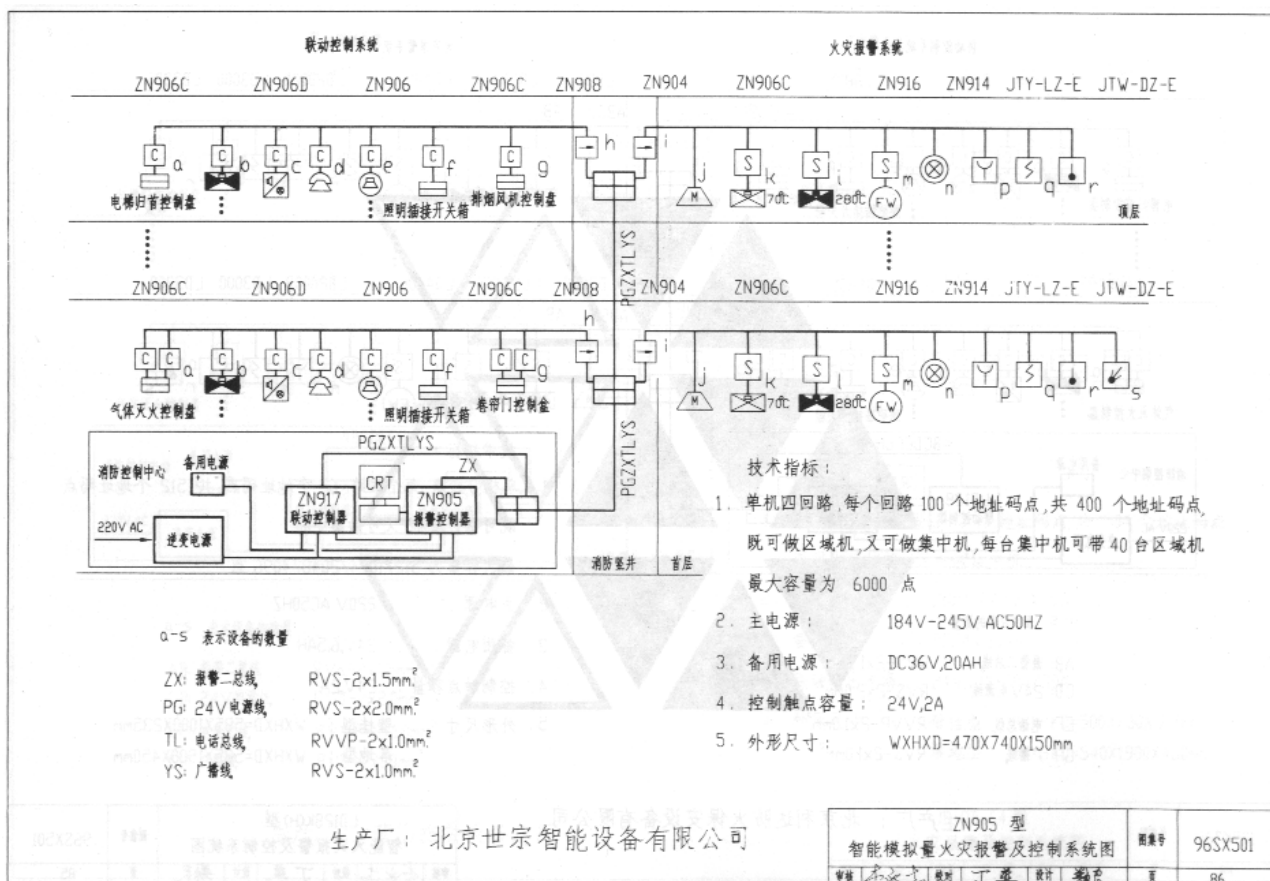 联动控制系统 火灾报警系统
ZN906C ZN906D ZN906 ZN906C ZN908 ZN904 ZN906C ZN916 ZN914 JTY-LZ-E JTW-DZ-E
h i
C C C C C C C S S S
a b c d e f g j k i m n p q r
M 70℃ 280℃ FW
电梯归首控制盘 照明插接开关箱 排烟风机控制盘 顶层
PGZXTLYS
ZN906C ZN906D ZN906 ZN906C ZN908 ZN904 ZN906C ZN916 ZN914 JTY-LZ-E JTW-DZ-E
h i
C C C C C C C C C S S S
a b c d e f g j k l m n p q r s
M 70℃ 280℃ FW
气体灭火控制盘 照明插接开关箱 卷帘门控制盒
PGZXTLYS
PGZXTLYS
消防控制中心 备用电源 CRT ZX
ZN917 ZN905
联动控制器 报警控制器
220V AC 逆变电源
消防竖井 首层
a-s 表示设备的数量
ZX: 报警二总线, RVS-2x1.5mm²
PG: 24V电源线, RVS-2x2.0mm²
TL: 电话总线, RVVP-2x1.0mm²
YS: 广播线 RVS-2x1.0mm²
技术指标:
1. 单机四回路,每个回路100个地址码点,共 400 个地址码点,
既可做区域机,又可做集中机,每台集中机可带40台区域机
最大容量为 6000 点
2. 主电源: 184V-245V AC50HZ
3. 备用电源: DC36V,20AH
4. 控制触点容量: 24V,2A
5. 外形尺寸: WXHXD=470X740X150mm
生产厂: 北京世宗智能设备有限公司
ZN905 型
智能模拟量火灾报警及控制系统图
图集号 96SX501
审核 校对 设计 页 86